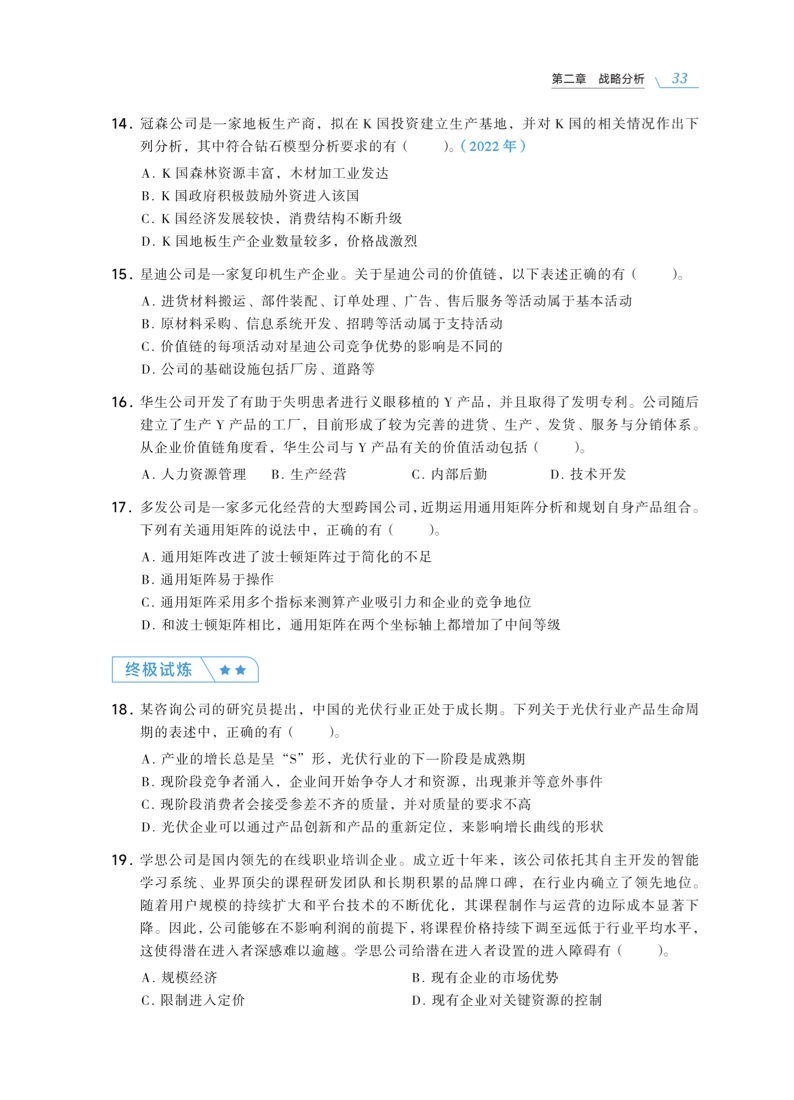 第二章 战略分析 33
14. 冠森公司是一家地板生产商，拟在 K 国投资建立生产基地，并对 K 国的相关情况作出下
列分析，其中符合钻石模型分析要求的有（　　）。（2022 年）
A. K 国森林资源丰富，木材加工业发达
B. K 国政府积极鼓励外资进入该国
C. K 国经济发展较快，消费结构不断升级
D. K 国地板生产企业数量较多，价格战激烈
15. 星迪公司是一家复印机生产企业。关于星迪公司的价值链，以下表述正确的有（　　）。
A. 进货材料搬运、部件装配、订单处理、广告、售后服务等活动属于基本活动
B. 原材料采购、信息系统开发、招聘等活动属于支持活动
C. 价值链的每项活动对星迪公司竞争优势的影响是不同的
D. 公司的基础设施包括厂房、道路等
16. 华生公司开发了有助于失明患者进行义眼移植的 Y 产品，并且取得了发明专利。公司随后
建立了生产 Y 产品的工厂，目前形成了较为完善的进货、生产、发货、服务与分销体系。
从企业价值链角度看，华生公司与 Y 产品有关的价值活动包括（　　）。
A. 人力资源管理 B. 生产经营 C. 内部后勤 D. 技术开发
17. 多发公司是一家多元化经营的大型跨国公司，近期运用通用矩阵分析和规划自身产品组合。
下列有关通用矩阵的说法中，正确的有（　　）。
A. 通用矩阵改进了波士顿矩阵过于简化的不足
B. 通用矩阵易于操作
C. 通用矩阵采用多个指标来测算产业吸引力和企业的竞争地位
D. 和波士顿矩阵相比，通用矩阵在两个坐标轴上都增加了中间等级
终极试炼 ★★
18. 某咨询公司的研究员提出，中国的光伏行业正处于成长期。下列关于光伏行业产品生命周
期的表述中，正确的有（　　）。
A. 产业的增长总是呈“S”形，光伏行业的下一阶段是成熟期
B. 现阶段竞争者涌入，企业间开始争夺人才和资源，出现兼并等意外事件
C. 现阶段消费者会接受参差不齐的质量，并对质量的要求不高
D. 光伏企业可以通过产品创新和产品的重新定位，来影响增长曲线的形状
19. 学思公司是国内领先的在线职业培训企业。成立近十年来，该公司依托其自主开发的智能
学习系统、业界顶尖的课程研发团队和长期积累的品牌口碑，在行业内确立了领先地位。
随着用户规模的持续扩大和平台技术的不断优化，其课程制作与运营的边际成本显著下
降。因此，公司能够在不影响利润的前提下，将课程价格持续下调至远低于行业平均水平，
这使得潜在进入者深感难以逾越。学思公司给潜在进入者设置的进入障碍有（　　）。
A. 规模经济 B. 现有企业的市场优势
C. 限制进入定价 D. 现有企业对关键资源的控制